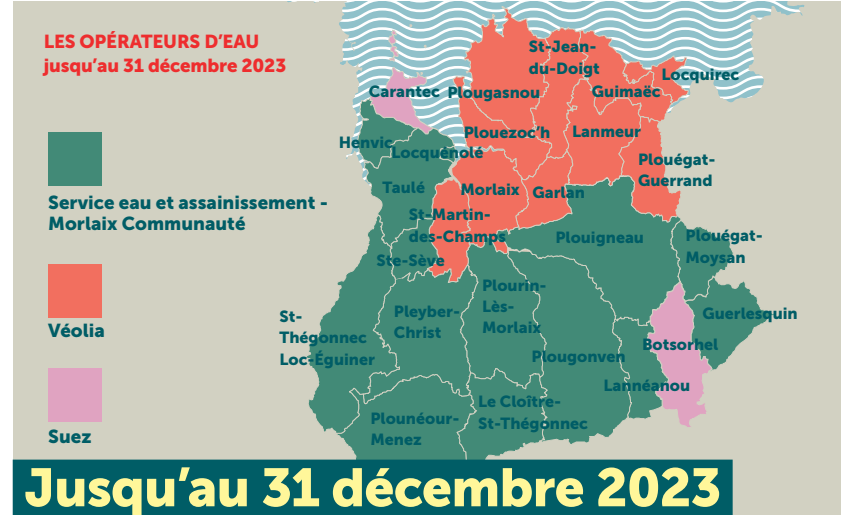 LES OPÉRATEURS D'EAU
jusqu'au 31 décembre 2023
Service eau et assainissement -
Morlaix Communauté
Véolia
Suez
St-Jean-
du-Doigt
Locquirec
Carantec
Plougasnou
Guimaëc
Plouezoc'h
Lanmeur
Henvic
Locquénolé
Plouégat-
Guerrand
Taulé
Morlaix
Garlan
St-Martin-
des-Champs
Plouigneau
Plouégat-
Moysan
Ste-Sève
Plourin-
Lès-
Morlaix
Pleyber-
Christ
St-
Thégonnec
Loc-Éguiner
Guerlesquin
Botsorhel
Plougonven
Lannéanou
Le Cloître-
St-Thégonnec
Plounéour-
Menez
Jusqu'au 31 décembre 2023